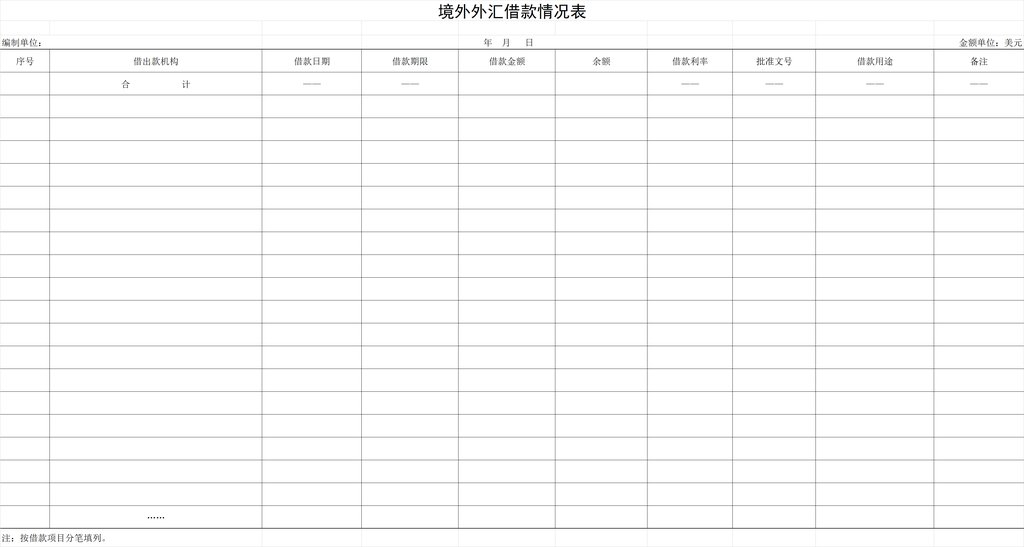 境外外汇借款情况表
编制单位： 年 月 日 金额单位：美元
序号 借出款机构 借款日期 借款期限 借款金额 余额 借款利率 批准文号 借款用途 备注
合 计 —— —— —— —— —— ——
……
注：按借款项目分笔填列。